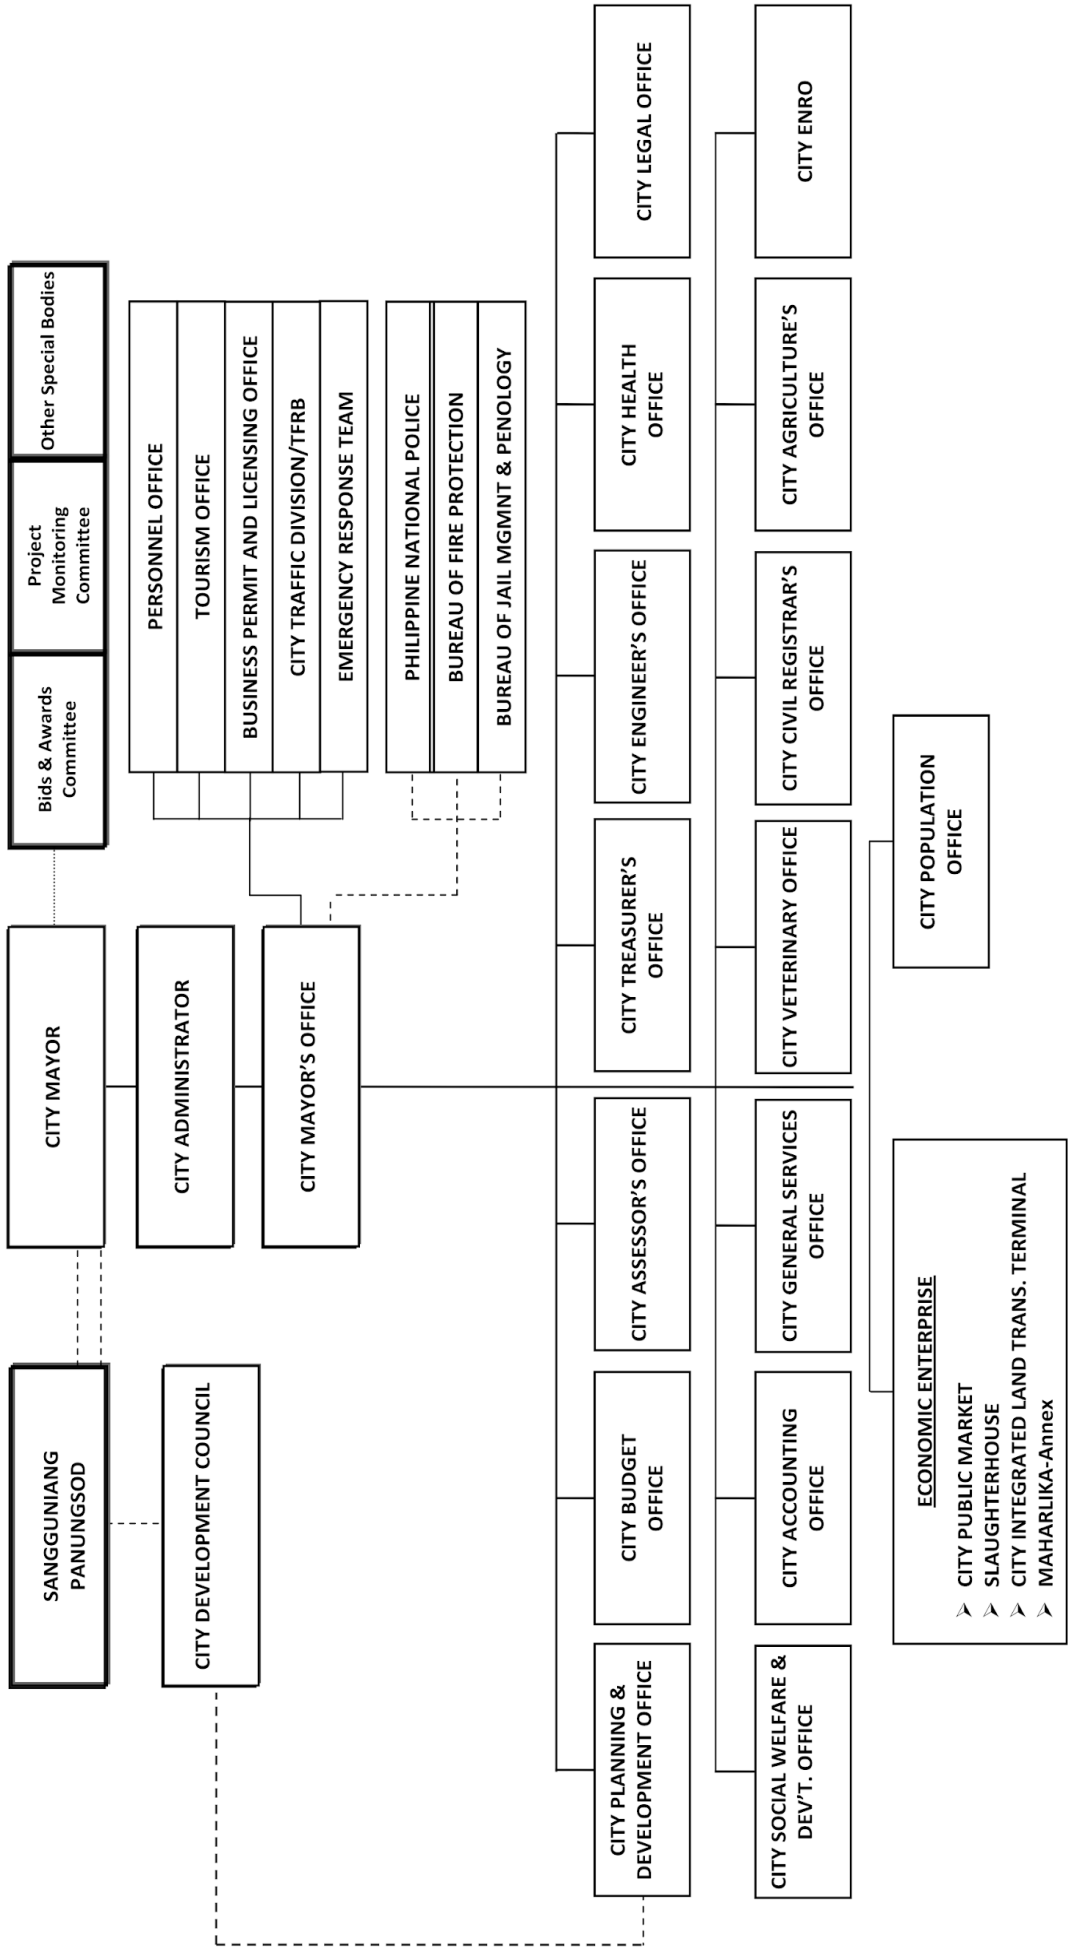 SANGGUNIANG
PANUNGSOD
CITY MAYOR
Bids & Awards
Committee
Project
Monitoring
Committee
Other Special Bodies
CITY DEVELOPMENT COUNCIL
CITY ADMINISTRATOR
CITY MAYOR'S OFFICE
PERSONNEL OFFICE
TOURISM OFFICE
BUSINESS PERMIT AND LICENSING OFFICE
CITY TRAFFIC DIVISION/TFRB
EMERGENCY RESPONSE TEAM
PHILIPPINE NATIONAL POLICE
BUREAU OF FIRE PROTECTION
BUREAU OF JAIL MGMNT & PENOLOGY
CITY PLANNING &
DEVELOPMENT OFFICE
CITY BUDGET
OFFICE
CITY ASSESSOR'S OFFICE
CITY TREASURER'S
OFFICE
CITY ENGINEER'S OFFICE
CITY HEALTH
OFFICE
CITY LEGAL OFFICE
CITY SOCIAL WELFARE &
DEV'T. OFFICE
CITY ACCOUNTING
OFFICE
CITY GENERAL SERVICES
OFFICE
CITY VETERINARY OFFICE
CITY CIVIL REGISTRAR'S
OFFICE
CITY AGRICULTURE'S
OFFICE
CITY ENRO
ECONOMIC ENTERPRISE
➢ CITY PUBLIC MARKET
➢ SLAUGHTERHOUSE
➢ CITY INTEGRATED LAND TRANS. TERMINAL
➢ MAHARLIKA-Annex
CITY POPULATION
OFFICE